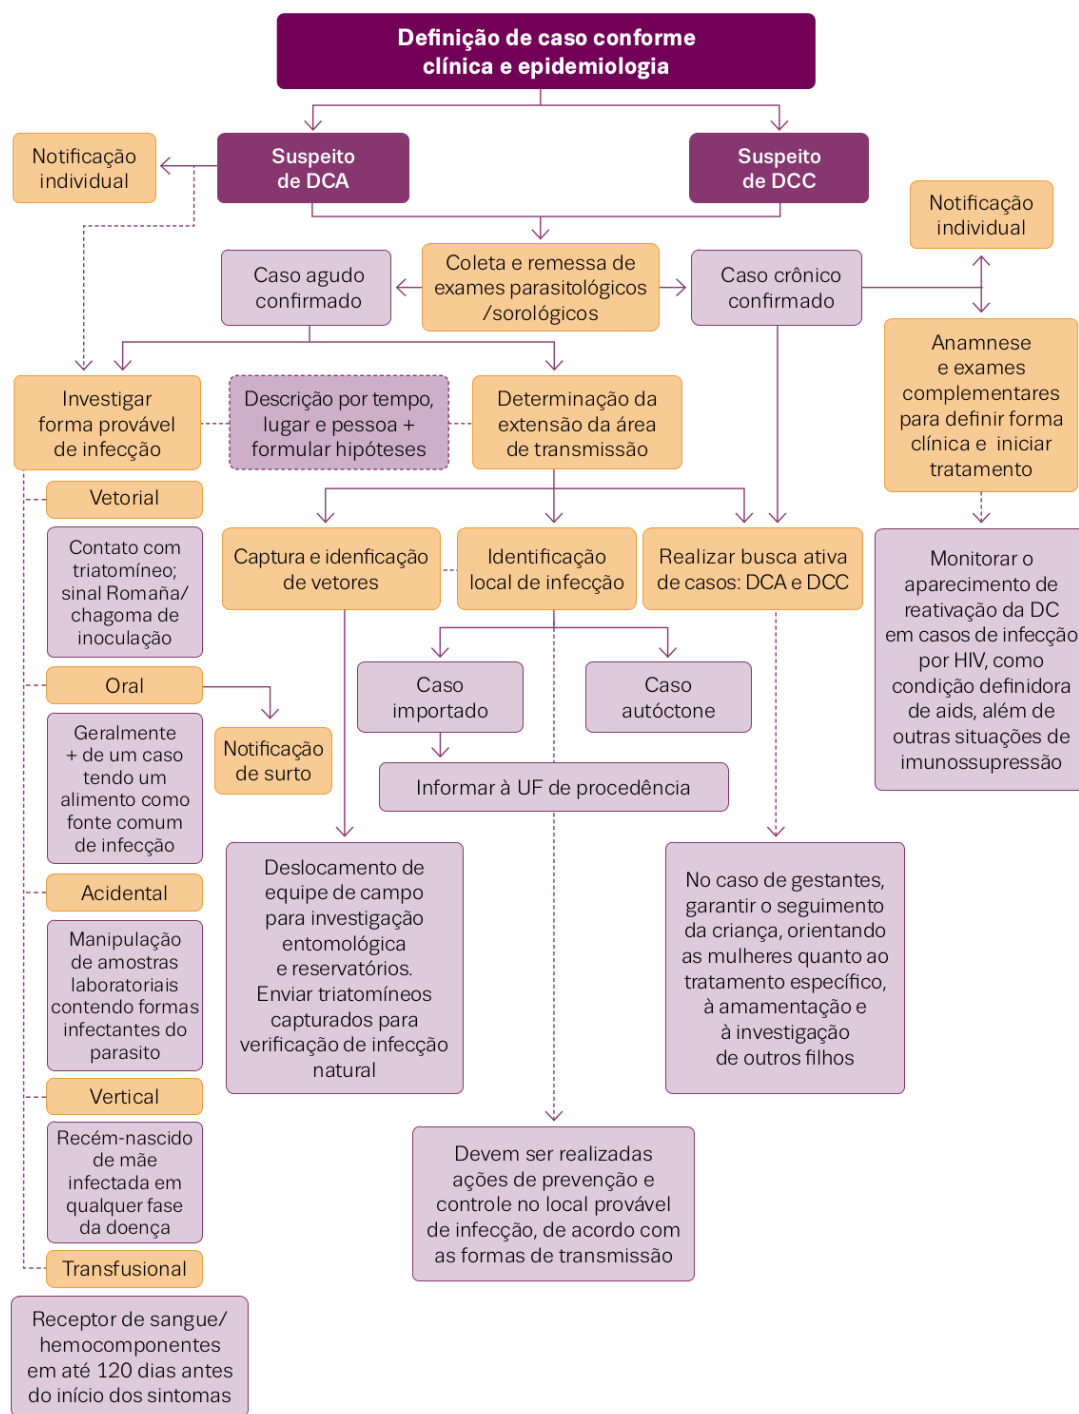 Definição de caso conforme
clínica e epidemiologia
Notificação
individual
Suspeito
de DCA
Suspeito
de DCC
Notificação
individual
Caso agudo
confirmado
Coleta e remessa de
exames parasitológicos
/sorológicos
Caso crônico
confirmado
Anamnese
e exames
complementares
para definir forma
clínica e iniciar
tratamento
Investigar
forma provável
de infecção
Descrição por tempo,
lugar e pessoa +
formular hipóteses
Determinação da
extensão da área
de transmissão
Vetorial
Contato com
triatomíneo;
sinal Romaña/
chagoma de
inoculação
Captura e idenficação
de vetores
Identificação
local de infecção
Realizar busca ativa
de casos: DCA e DCC
Monitorar o
aparecimento de
reativação da DC
em casos de infecção
por HIV, como
condição definidora
de aids, além de
outras situações de
imunossupressão
Oral
Geralmente
+ de um caso
tendo um
alimento como
fonte comum
de infecção
Notificação
de surto
Caso
importado
Caso
autóctone
Informar à UF de procedência
Acidental
Manipulação
de amostras
laboratoriais
contendo formas
infectantes do
parasito
Deslocamento de
equipe de campo
para investigação
entomológica
e reservatórios.
Enviar triatomíneos
capturados para
verificação de infecção
natural
No caso de gestantes,
garantir o seguimento
da criança, orientando
as mulheres quanto ao
tratamento específico,
à amamentação e
à investigação
de outros filhos
Vertical
Recém-nascido
de mãe
infectada em
qualquer fase
da doença
Devem ser realizadas
ações de prevenção e
controle no local provável
de infecção, de acordo com
as formas de transmissão
Transfusional
Receptor de sangue/
hemocomponentes
em até 120 dias antes
do início dos sintomas